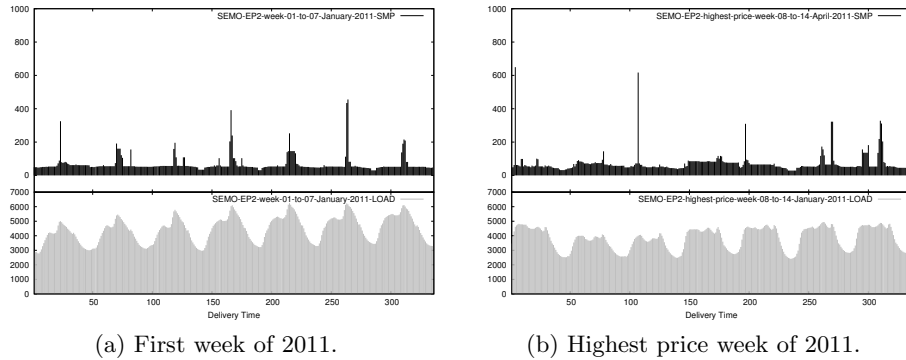 1000
SEMO-EP2-week-01-to-07-January-2011-SMP
800
600
400
200
0
7000
SEMO-EP2-week-01-to-07-January-2011-LOAD
6000
5000
4000
3000
2000
1000
0
50 100 150 200 250 300
Delivery Time
(a) First week of 2011.
1000
SEMO-EP2-highest-price-week-08-to-14-April-2011-SMP
800
600
400
200
0
7000
SEMO-EP2-highest-price-week-08-to-14-January-2011-LOAD
6000
5000
4000
3000
2000
1000
0
50 100 150 200 250 300
Delivery Time
(b) Highest price week of 2011.